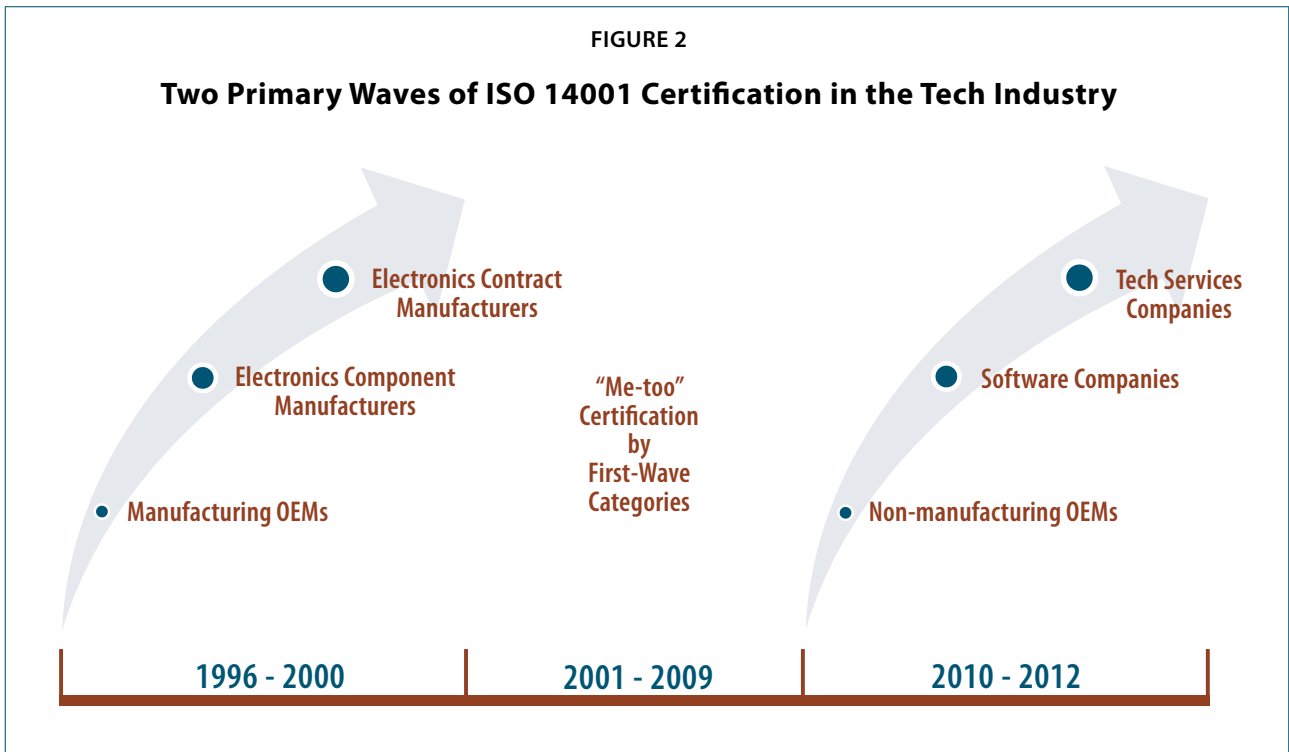 FIGURE 2
Two Primary Waves of ISO 14001 Certification in the Tech Industry
Electronics Contract
Manufacturers
Electronics Component
Manufacturers
Manufacturing OEMs
“Me-too”
Certification
by
First-Wave
Categories
Tech Services
Companies
Software Companies
Non-manufacturing OEMs
1996 - 2000
2001 - 2009
2010 - 2012